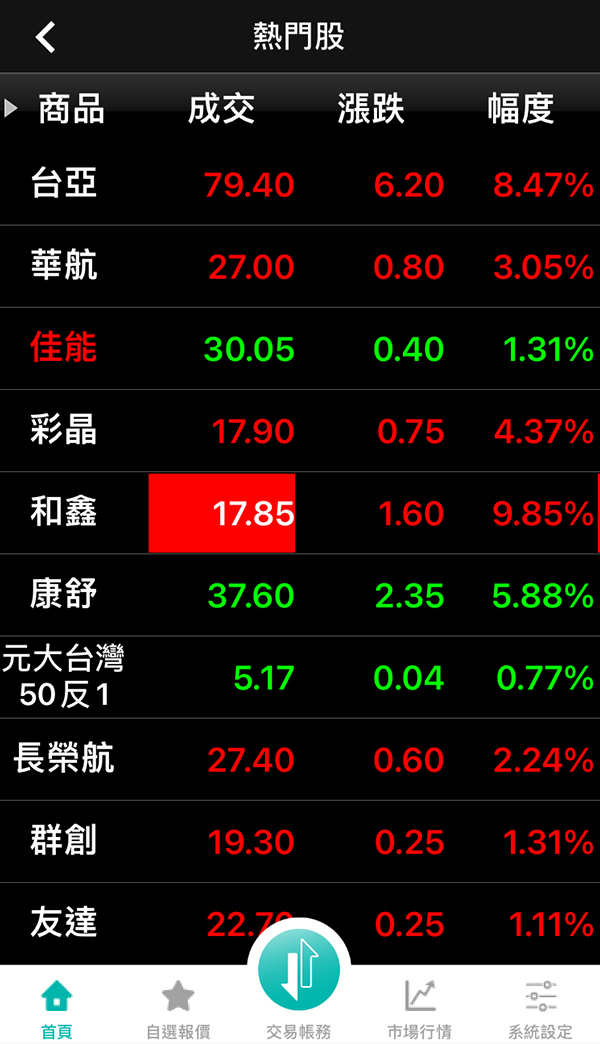 熱門股
商品 成交 漲跌 幅度
台亞 79.40 6.20 8.47%
華航 27.00 0.80 3.05%
佳能 30.05 0.40 1.31%
彩晶 17.90 0.75 4.37%
和鑫 17.85 1.60 9.85%
康舒 37.60 2.35 5.88%
元大台灣
50反1 5.17 0.04 0.77%
長榮航 27.40 0.60 2.24%
群創 19.30 0.25 1.31%
友達 22.70 0.25 1.11%
首頁 自選報價 交易帳務 市場行情 系統設定